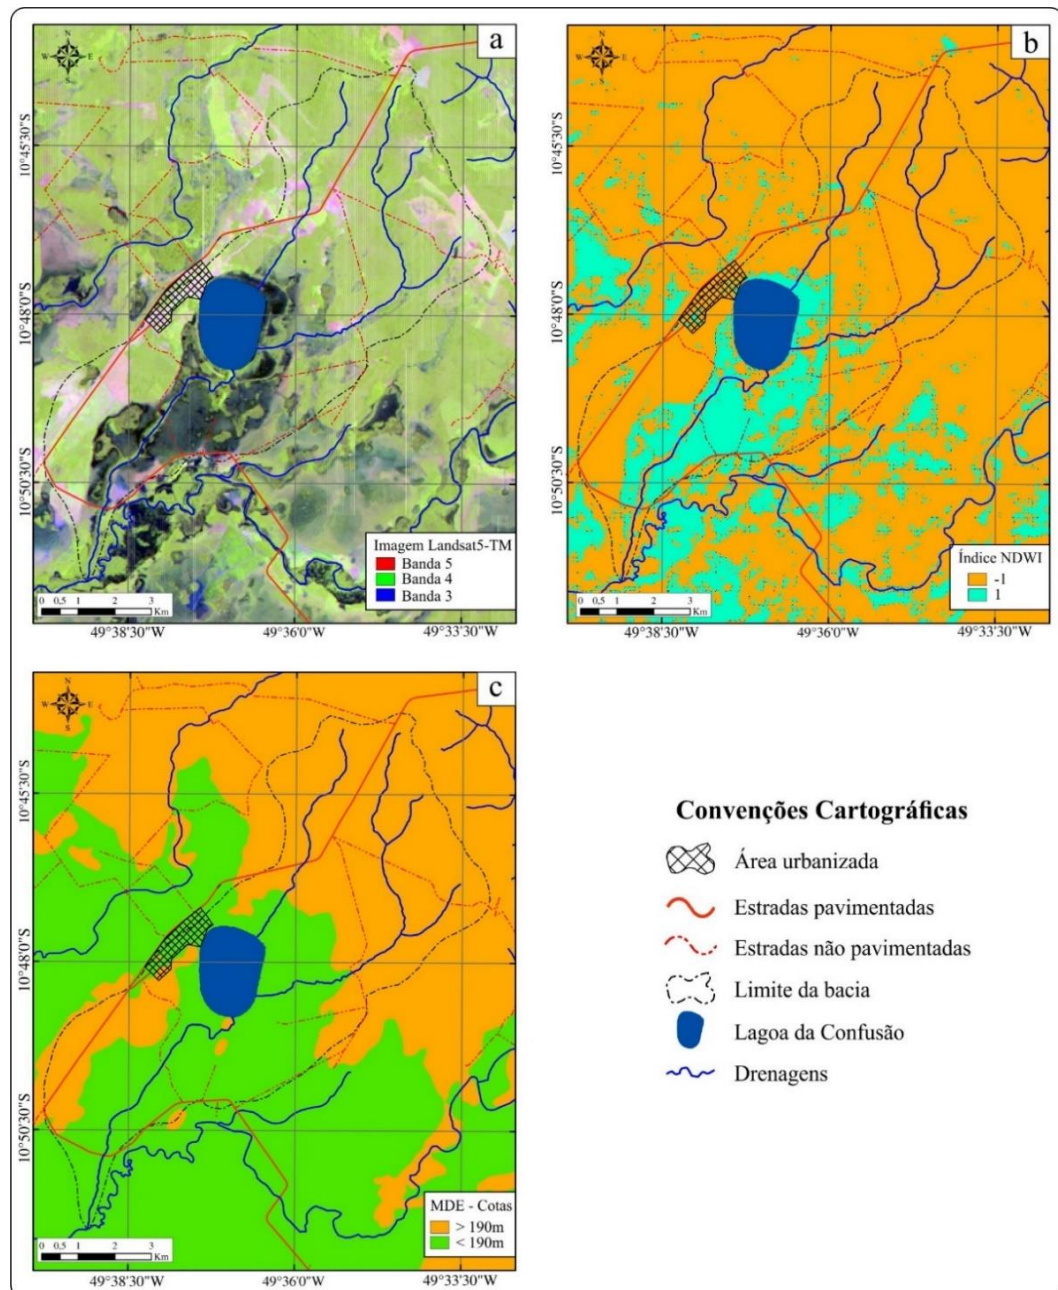 a
N
W E
S
10°45'30"S
10°48'0"S
10°50'30"S
Imagem Landsat5-TM
Banda 5
Banda 4
Banda 3
0 0,5 1 2 3
Km
49°38'30"W 49°36'0"W 49°33'30"W
b
N
W E
S
10°45'30"S
10°48'0"S
10°50'30"S
Índice NDWI
-1
1
0 0,5 1 2 3
Km
49°38'30"W 49°36'0"W 49°33'30"W
c
N
W E
S
10°45'30"S
10°48'0"S
10°50'30"S
MDE - Cotas
> 190m
< 190m
0 0,5 1 2 3
Km
49°38'30"W 49°36'0"W 49°33'30"W
Convenções Cartográficas
Área urbanizada
Estradas pavimentadas
Estradas não pavimentadas
Limite da bacia
Lagoa da Confusão
Drenagens